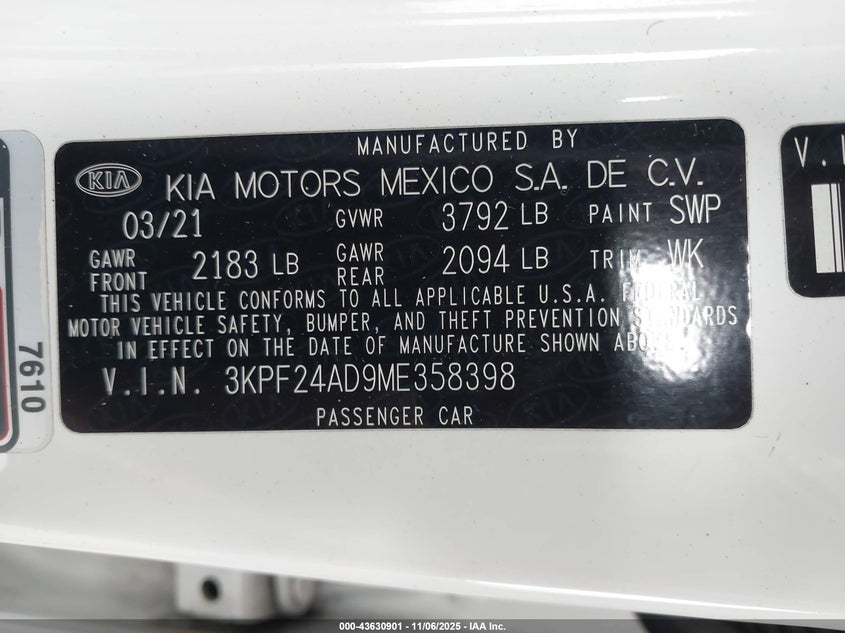 MANUFACTURED BY
KIA KIA MOTORS MEXICO S.A. DE C.V.
03/21 GVWR 3792 LB PAINT SWP
GAWR FRONT 2183 LB GAWR REAR 2094 LB TRIM WK
THIS VEHICLE CONFORMS TO ALL APPLICABLE U.S.A. FEDERAL
MOTOR VEHICLE SAFETY, BUMPER, AND THEFT PREVENTION STANDARDS
IN EFFECT ON THE DATE OF MANUFACTURE SHOWN ABOVE.
V.I.N. 3KPF24AD9ME358398
PASSENGER CAR
7610
000-43630901 - 11/06/2025 - IAA Inc.